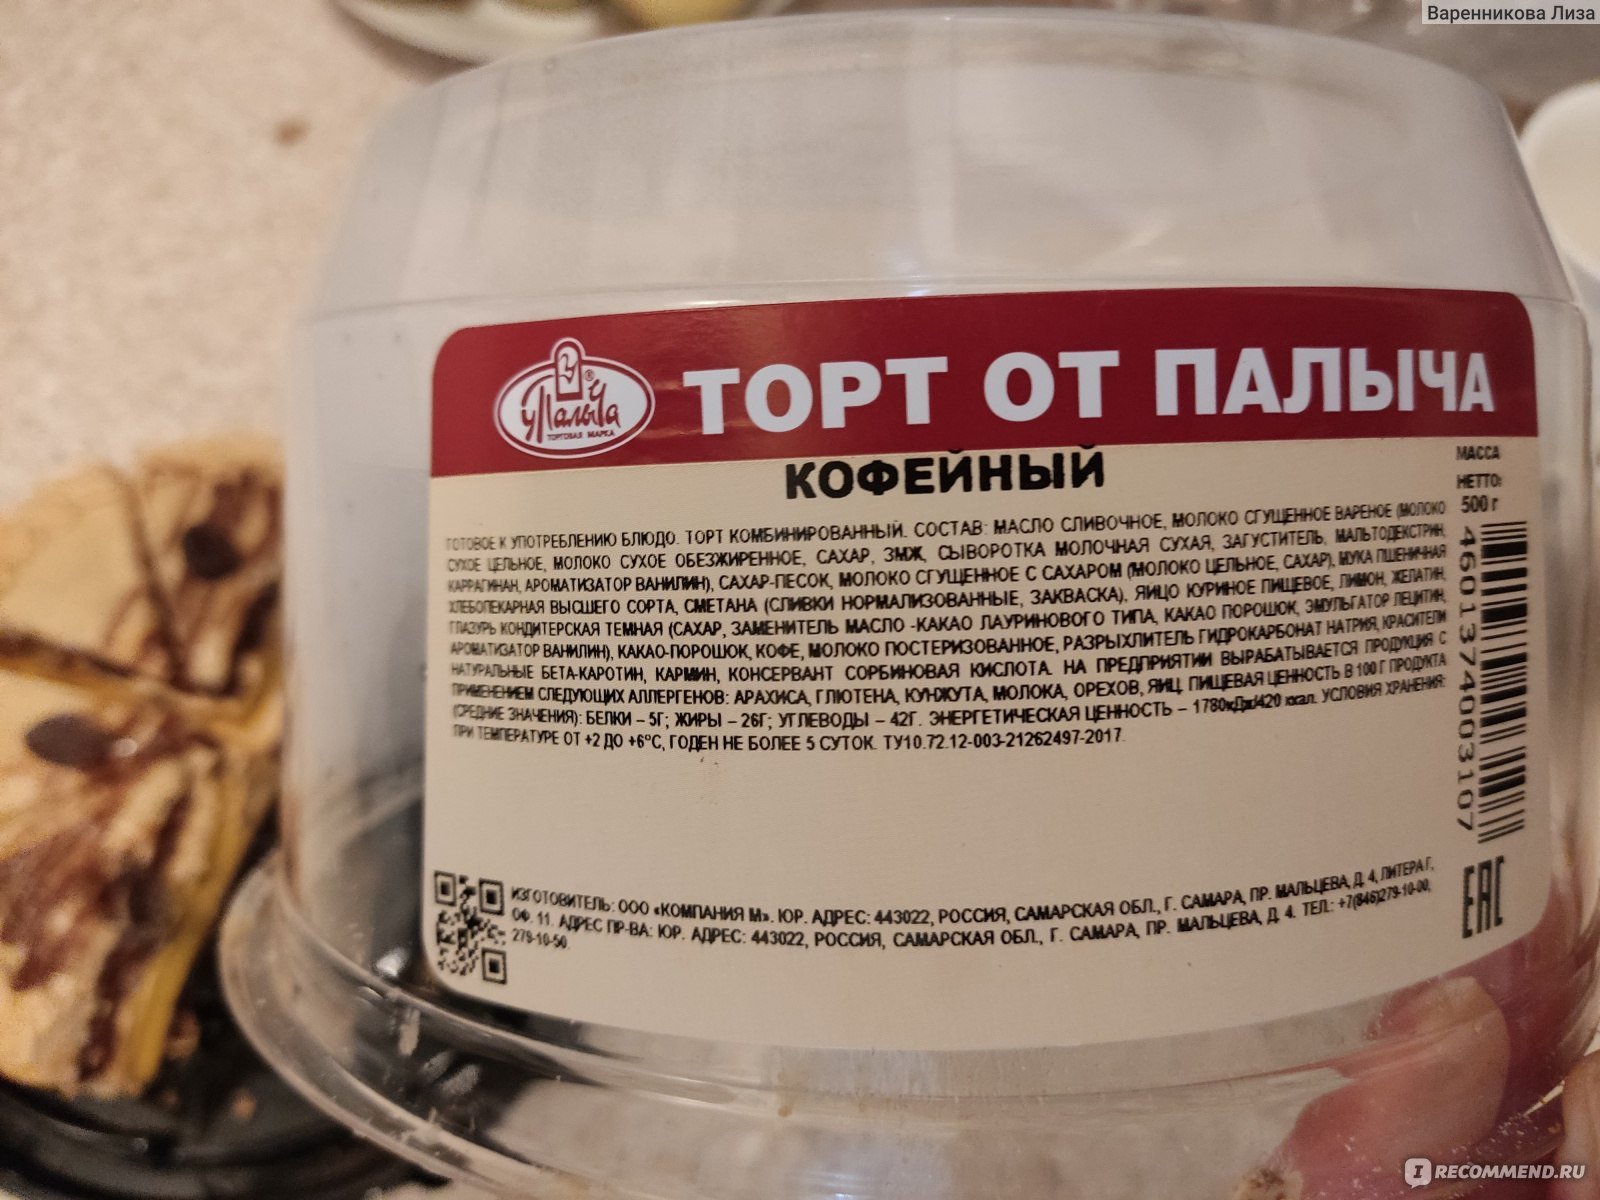 Варенникова Лиза
у Палыча
®
ТОРГОВАЯ МАРКА
ТОРТ ОТ ПАЛЫЧА
КОФЕЙНЫЙ
МАССА
НЕТТО:
500 г
ГОТОВОЕ К УПОТРЕБЛЕНИЮ БЛЮДО. ТОРТ КОМБИНИРОВАННЫЙ. СОСТАВ: МАСЛО СЛИВОЧНОЕ, МОЛОКО СГУЩЕННОЕ ВАРЕНОЕ (МОЛОКО
СУХОЕ ЦЕЛЬНОЕ, МОЛОКО СУХОЕ ОБЕЗЖИРЕННОЕ, САХАР, ЗМЖ, СЫВОРОТКА МОЛОЧНАЯ СУХАЯ, ЗАГУСТИТЕЛЬ, МАЛЬТОДЕКСТРИН,
КАРРАГИНАН, АРОМАТИЗАТОР ВАНИЛИН), САХАР-ПЕСОК, МОЛОКО СГУЩЕННОЕ С САХАРОМ (МОЛОКО ЦЕЛЬНОЕ, САХАР), МУКА ПШЕНИЧНАЯ
ХЛЕБОПЕКАРНАЯ ВЫСШЕГО СОРТА, СМЕТАНА (СЛИВКИ НОРМАЛИЗОВАННЫЕ, ЗАКВАСКА), ЯЙЦО КУРИНОЕ ПИЩЕВОЕ, ЛИМОН, ЖЕЛАТИН,
ГЛАЗУРЬ КОНДИТЕРСКАЯ ТЕМНАЯ (САХАР, ЗАМЕНИТЕЛЬ МАСЛО -КАКАО ЛАУРИНОВОГО ТИПА, КАКАО ПОРОШОК, ЭМУЛЬГАТОР ЛЕЦИТИН,
АРОМАТИЗАТОР ВАНИЛИН), КАКАО-ПОРОШОК, КОФЕ, МОЛОКО ПОСТЕРИЗОВАННОЕ, РАЗРЫХЛИТЕЛЬ ГИДРОКАРБОНАТ НАТРИЯ, КРАСИТЕЛИ
НАТУРАЛЬНЫЕ БЕТА-КАРОТИН, КАРМИН, КОНСЕРВАНТ СОРБИНОВАЯ КИСЛОТА. НА ПРЕДПРИЯТИИ ВЫРАБАТЫВАЕТСЯ ПРОДУКЦИЯ С
ПРИМЕНЕНИЕМ СЛЕДУЮЩИХ АЛЛЕРГЕНОВ: АРАХИСА, ГЛЮТЕНА, КУНЖУТА, МОЛОКА, ОРЕХОВ, ЯИЦ. ПИЩЕВАЯ ЦЕННОСТЬ В 100 Г ПРОДУКТА
(СРЕДНИЕ ЗНАЧЕНИЯ): БЕЛКИ – 5Г; ЖИРЫ – 26Г; УГЛЕВОДЫ – 42Г. ЭНЕРГЕТИЧЕСКАЯ ЦЕННОСТЬ – 1780кДж/420 ккал. УСЛОВИЯ ХРАНЕНИЯ:
ПРИ ТЕМПЕРАТУРЕ ОТ +2 ДО +6°С, ГОДЕН НЕ БОЛЕЕ 5 СУТОК. ТУ10.72.12-003-21262497-2017.
4601374003107
EAC
ИЗГОТОВИТЕЛЬ: ООО «КОМПАНИЯ М». ЮР. АДРЕС: 443022, РОССИЯ, САМАРСКАЯ ОБЛ., Г. САМАРА, ПР. МАЛЬЦЕВА, Д. 4, ЛИТЕРА Г,
ОФ. 11. АДРЕС ПР-ВА: ЮР. АДРЕС: 443022, РОССИЯ, САМАРСКАЯ ОБЛ., Г. САМАРА, ПР. МАЛЬЦЕВА, Д. 4. ТЕЛ.: +7(846)279-10-00,
279-10-50.
IRECOMMEND.RU